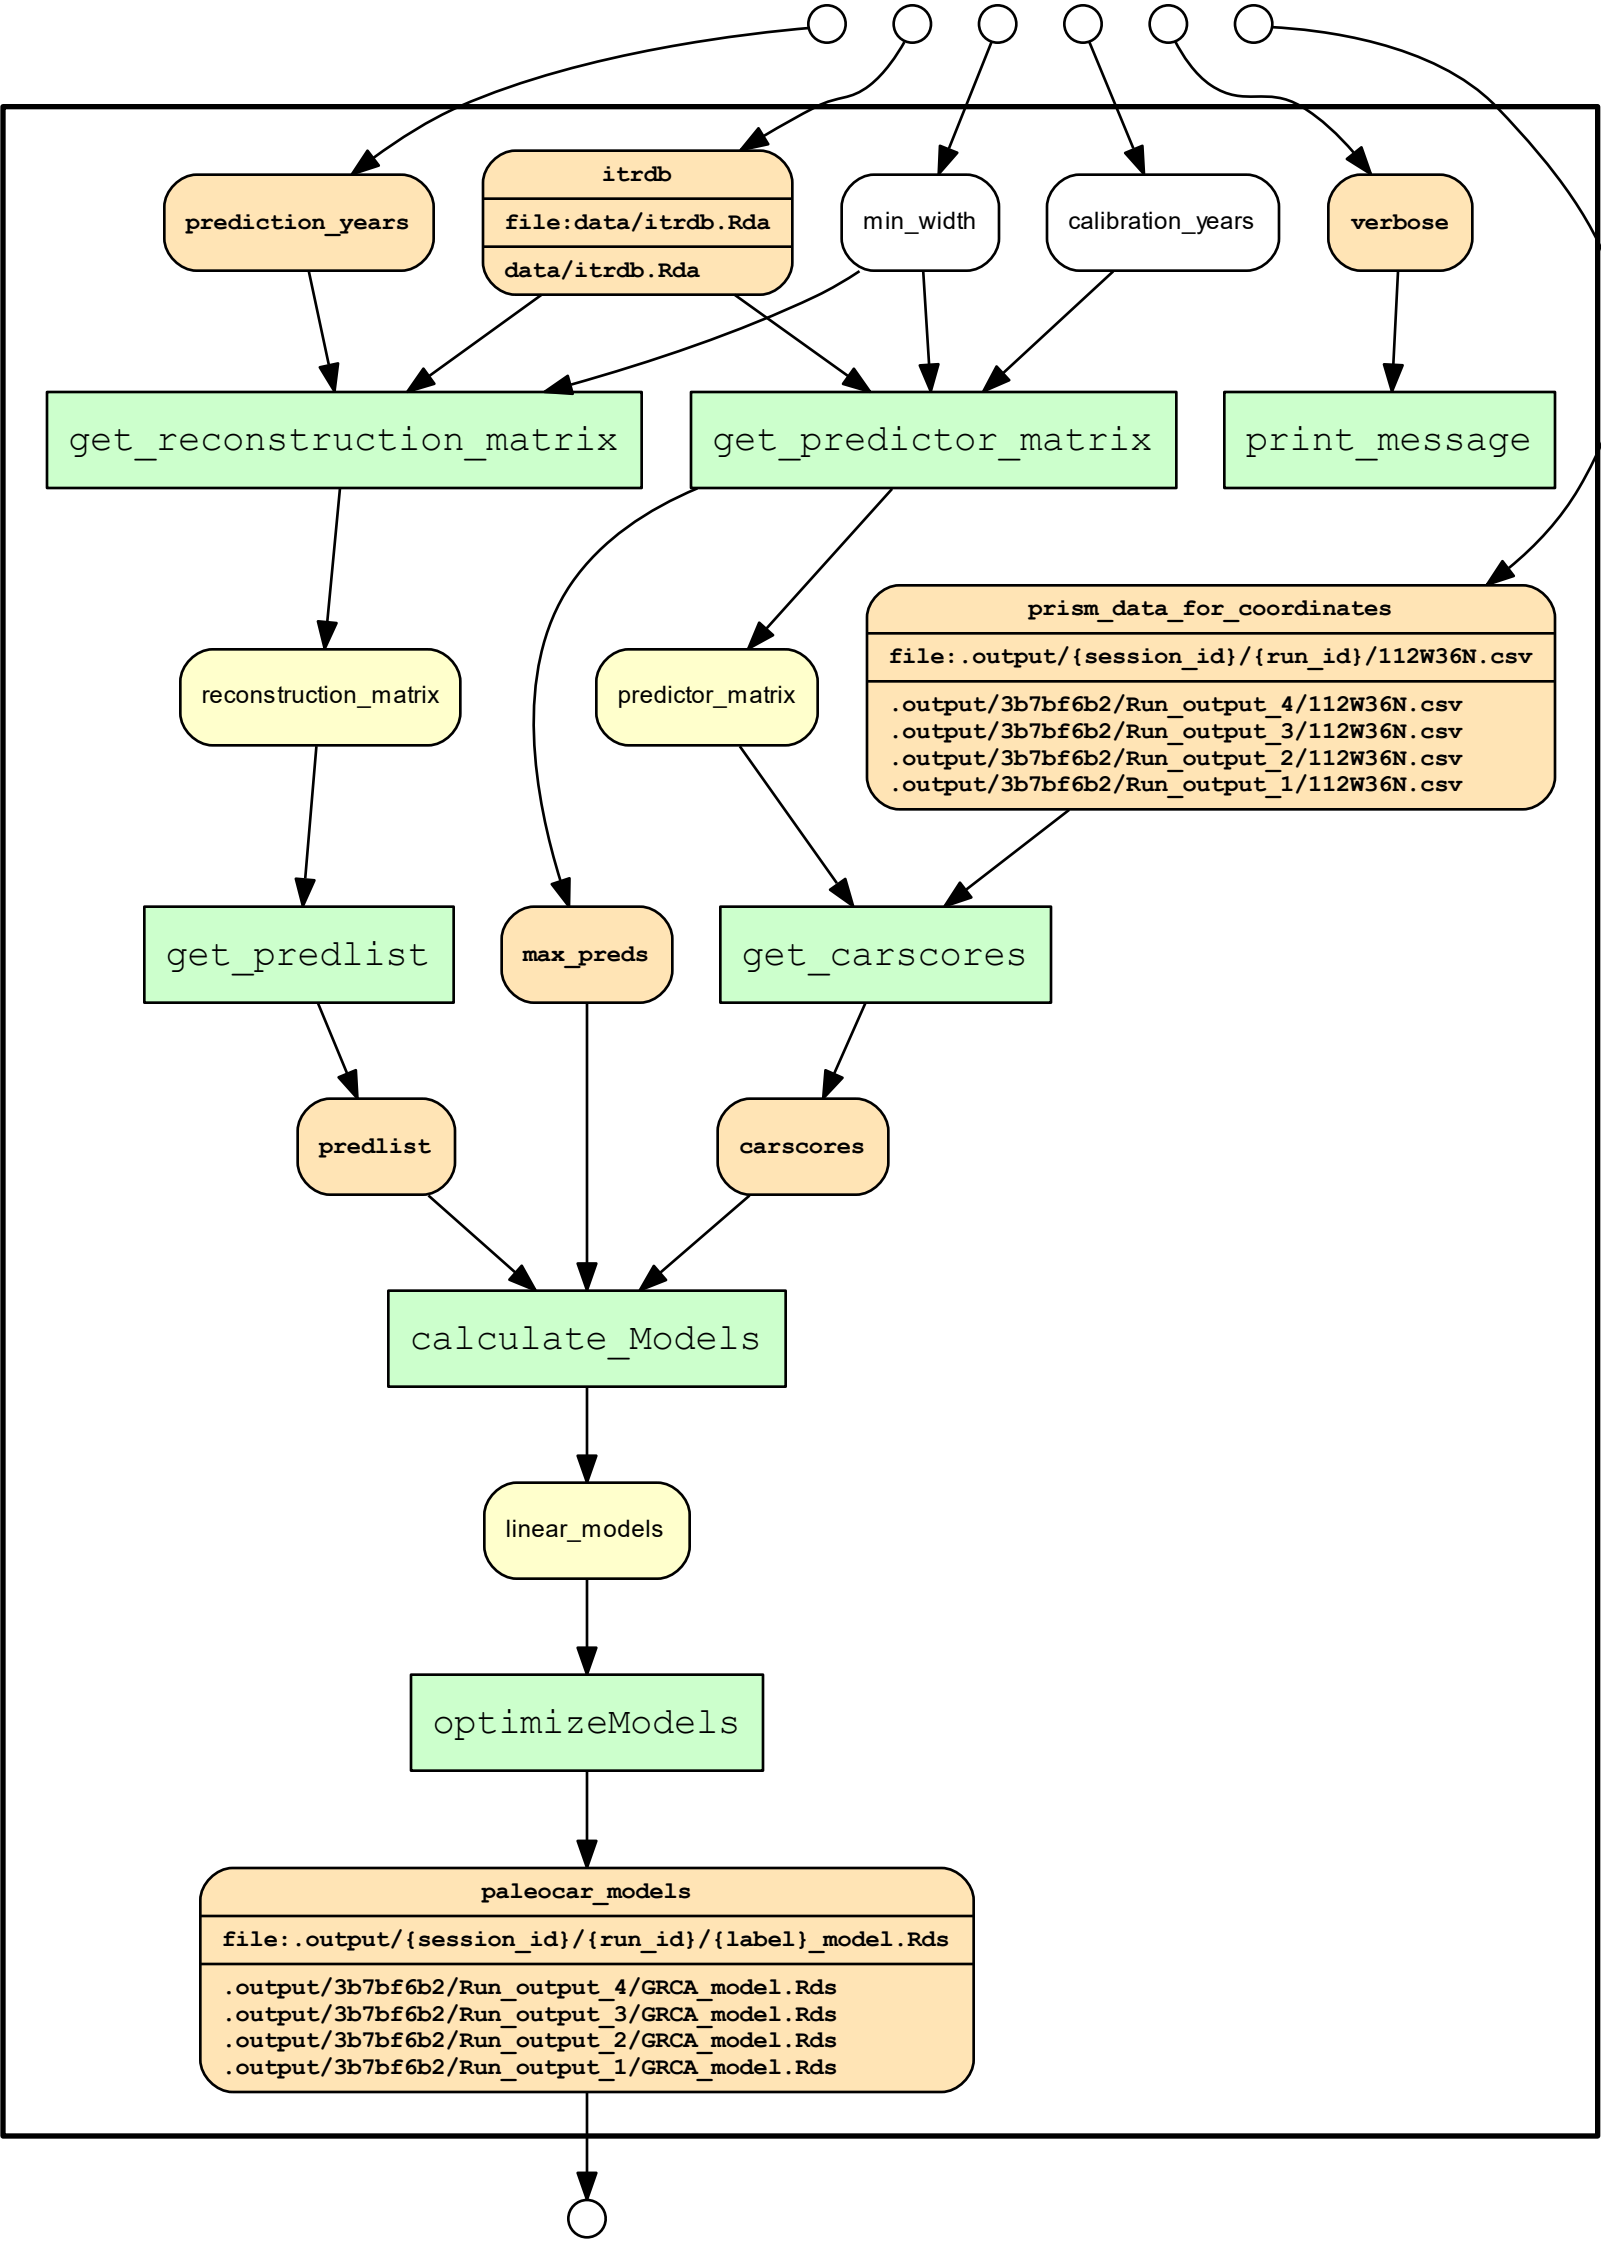 prediction_years
itrdb
file:data/itrdb.Rda
data/itrdb.Rda
min_width
calibration_years
verbose
get_reconstruction_matrix
get_predictor_matrix
print_message
reconstruction_matrix
predictor_matrix
prism_data_for_coordinates
file:.output/{session_id}/{run_id}/112W36N.csv
.output/3b7bf6b2/Run_output_4/112W36N.csv
.output/3b7bf6b2/Run_output_3/112W36N.csv
.output/3b7bf6b2/Run_output_2/112W36N.csv
.output/3b7bf6b2/Run_output_1/112W36N.csv
get_predlist
max_preds
get_carscores
predlist
carscores
calculate_Models
linear_models
optimizeModels
paleocar_models
file:.output/{session_id}/{run_id}/{label}_model.Rds
.output/3b7bf6b2/Run_output_4/GRCA_model.Rds
.output/3b7bf6b2/Run_output_3/GRCA_model.Rds
.output/3b7bf6b2/Run_output_2/GRCA_model.Rds
.output/3b7bf6b2/Run_output_1/GRCA_model.Rds